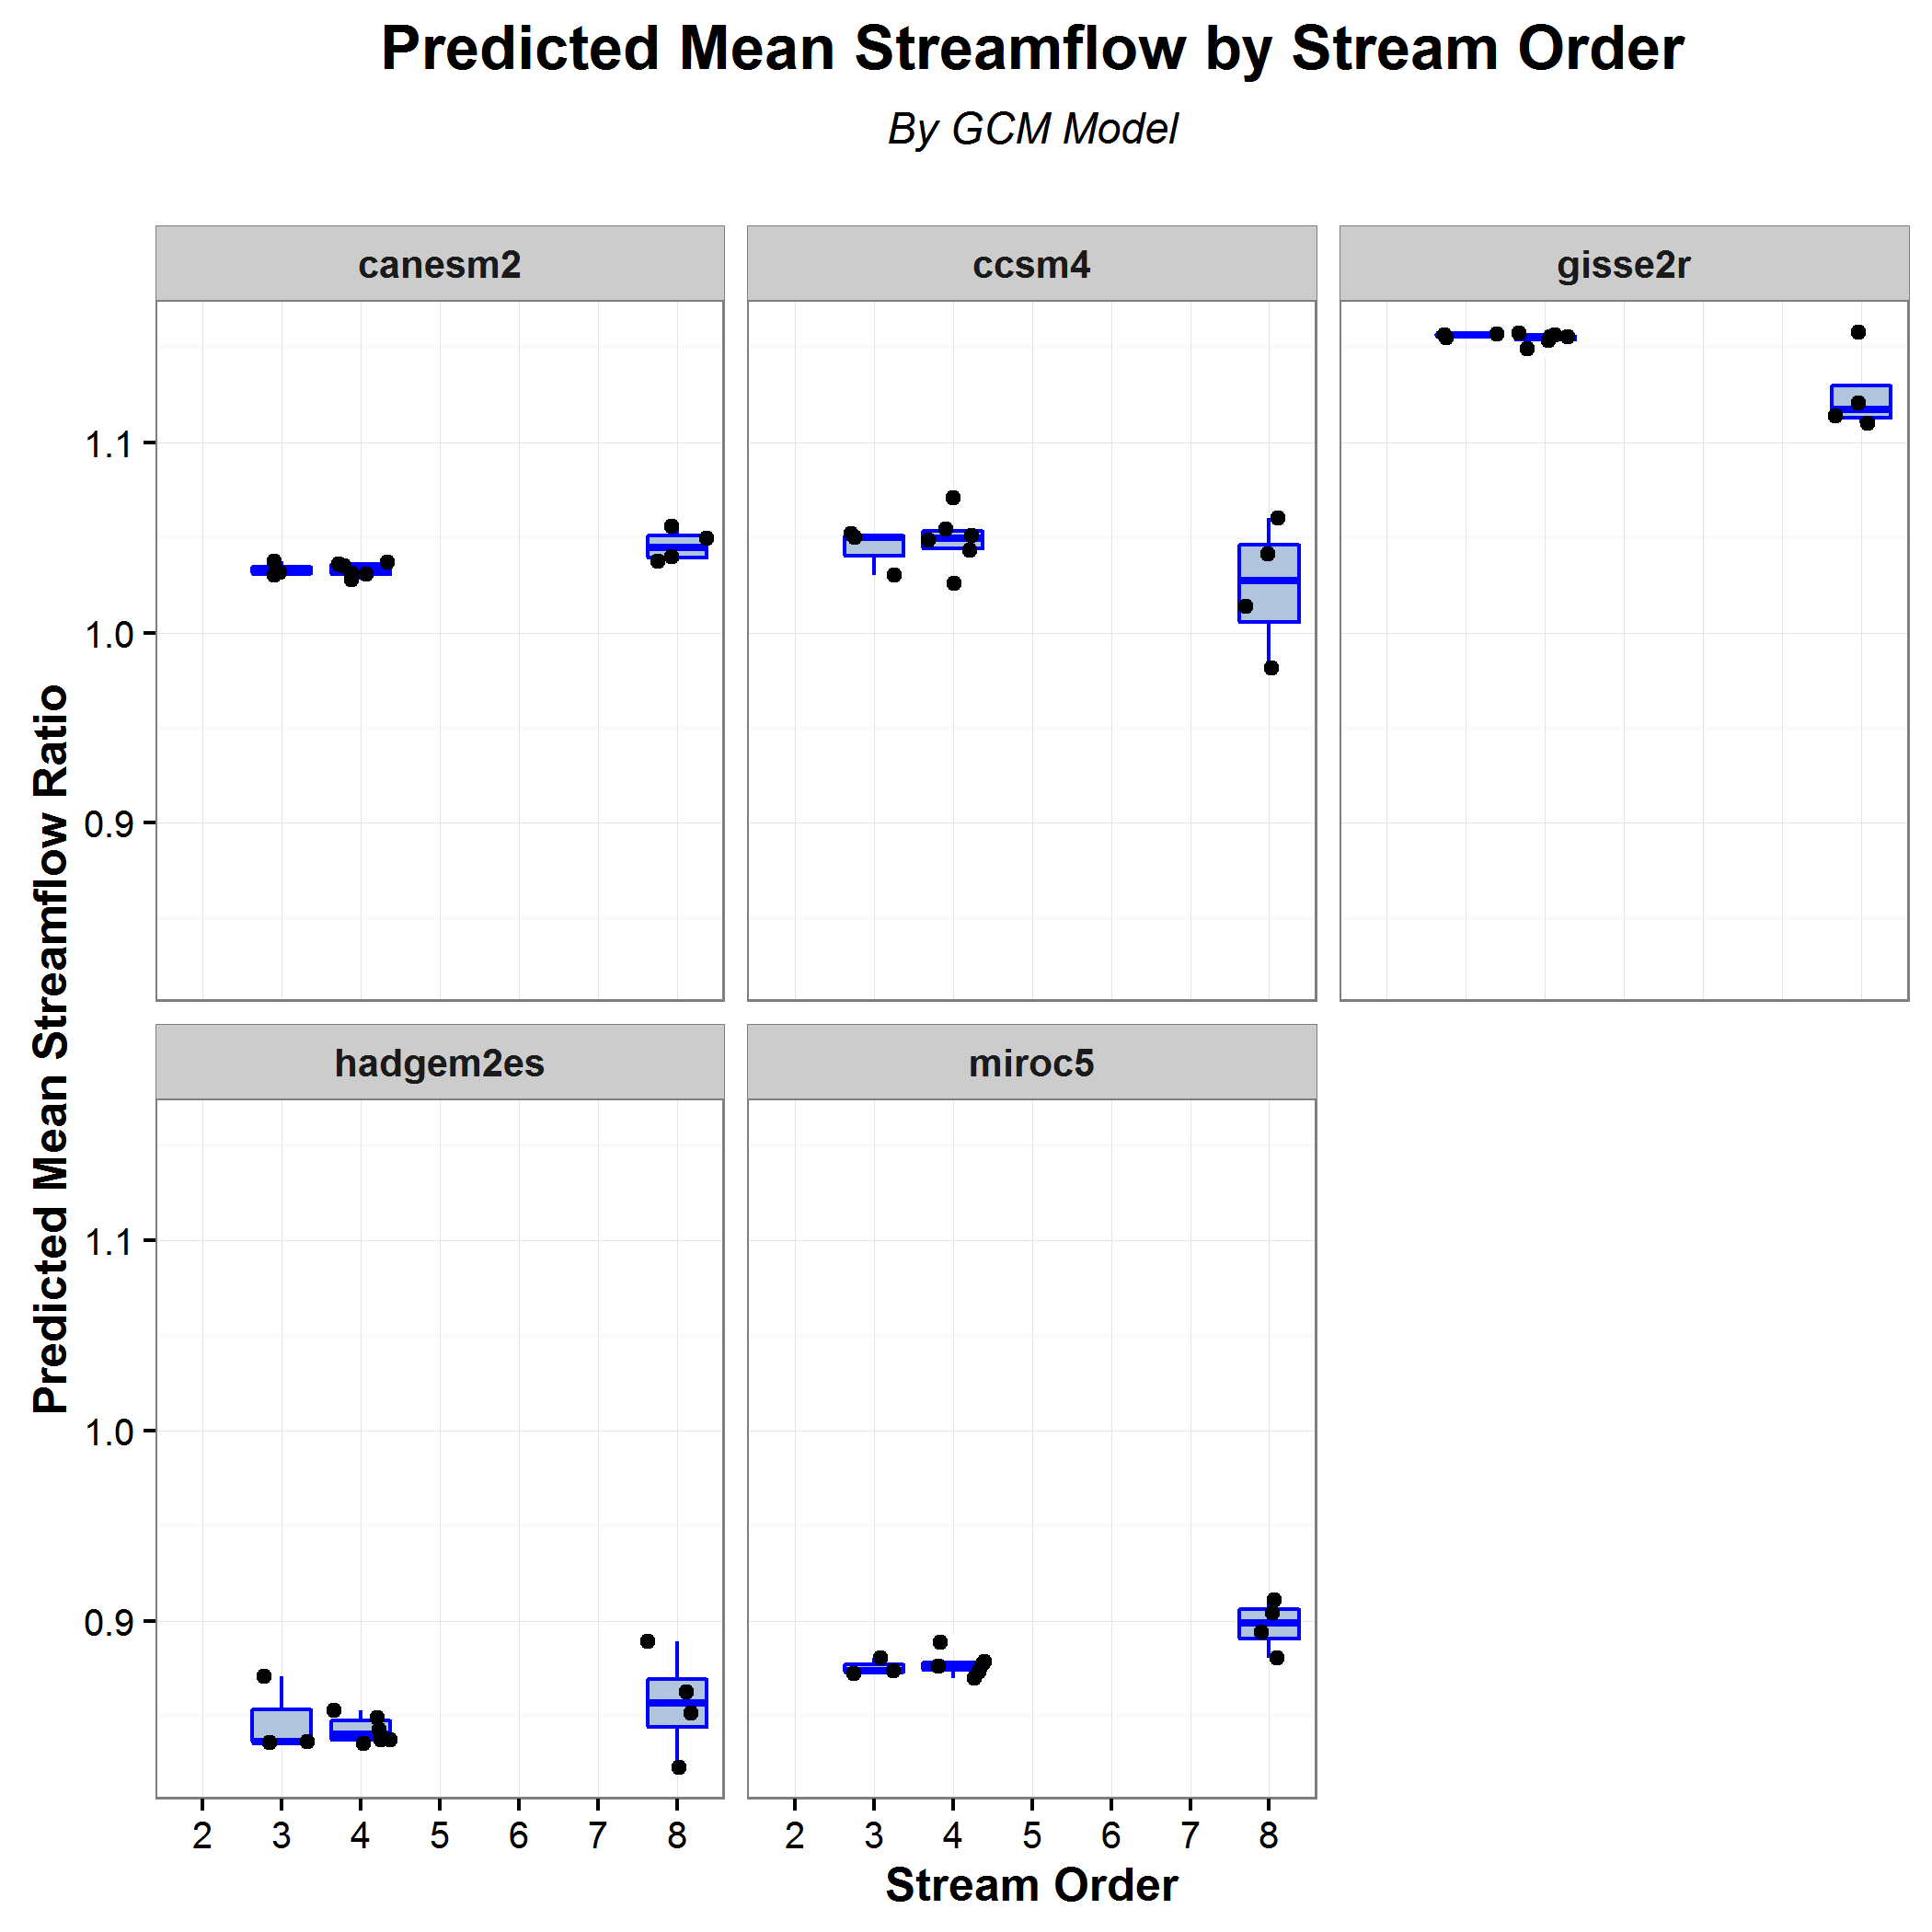 Predicted Mean Streamflow by Stream Order
By GCM Model
canesm2
ccsm4
gisse2r
1.1
1.0
0.9
Predicted Mean Streamflow Ratio
hadgem2es
miroc5
1.1
1.0
0.9
2 3 4 5 6 7 8
2 3 4 5 6 7 8
Stream Order